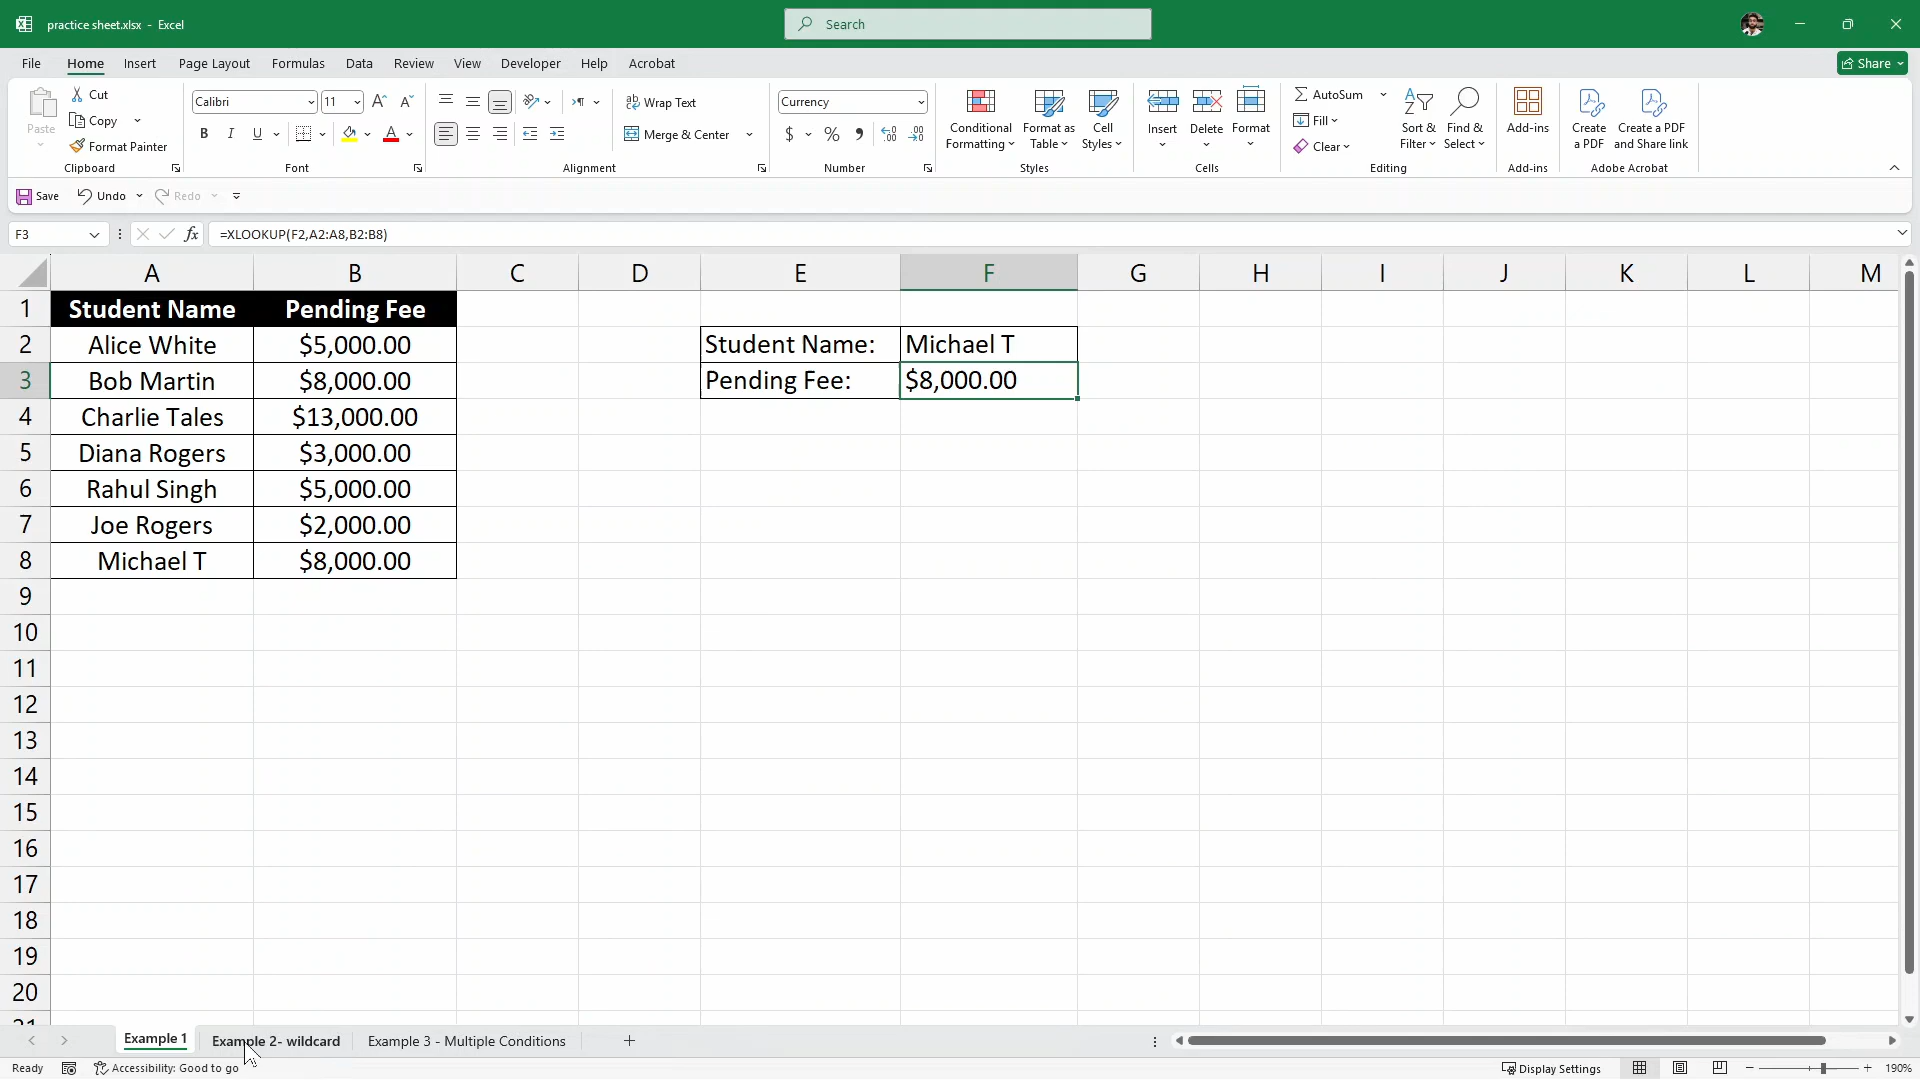 practice sheet.xlsx - Excel
Search
File Home Insert Page Layout Formulas Data Review View Developer Help Acrobat
Share
Paste
Cut
Copy
Format Painter
Clipboard
Calibri 11
B I U
Font
Wrap Text
Merge & Center
Alignment
Currency
$ % ,
Number
Conditional Formatting
Format as Table
Cell Styles
Styles
Insert
Delete
Format
Cells
AutoSum
Fill
Clear
Sort & Filter
Find & Select
Editing
Add-ins
Add-ins
Create a PDF
Create a PDF and Share link
Adobe Acrobat
Save Undo Redo
F3 fx =XLOOKUP(F2,A2:A8,B2:B8)
A B C D E F G H I J K L M
1 Student Name Pending Fee
2 Alice White $5,000.00 Student Name: Michael T
3 Bob Martin $8,000.00 Pending Fee: $8,000.00
4 Charlie Tales $13,000.00
5 Diana Rogers $3,000.00
6 Rahul Singh $5,000.00
7 Joe Rogers $2,000.00
8 Michael T $8,000.00
9
10
11
12
13
14
15
16
17
18
19
20
21
Example 1 Example 2- wildcard Example 3 - Multiple Conditions
Ready Accessibility: Good to go Display Settings 190%